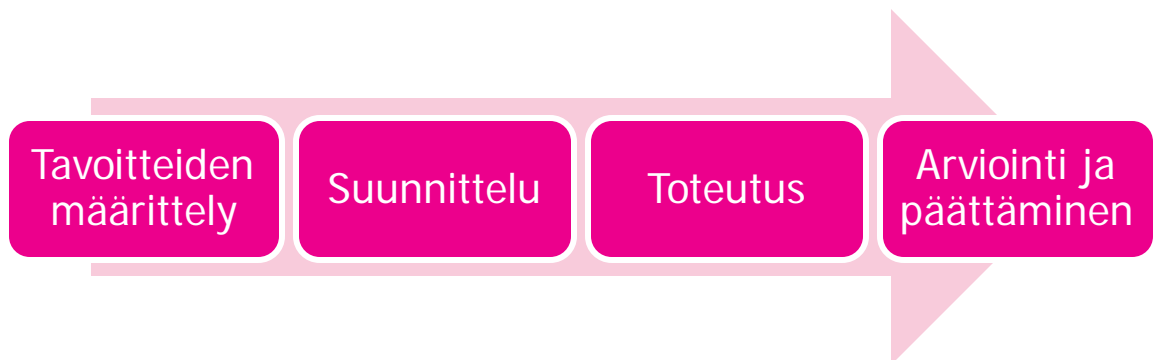 Tavoitteiden
määrittely
Suunnittelu
Toteutus
Arviointi ja
päättäminen